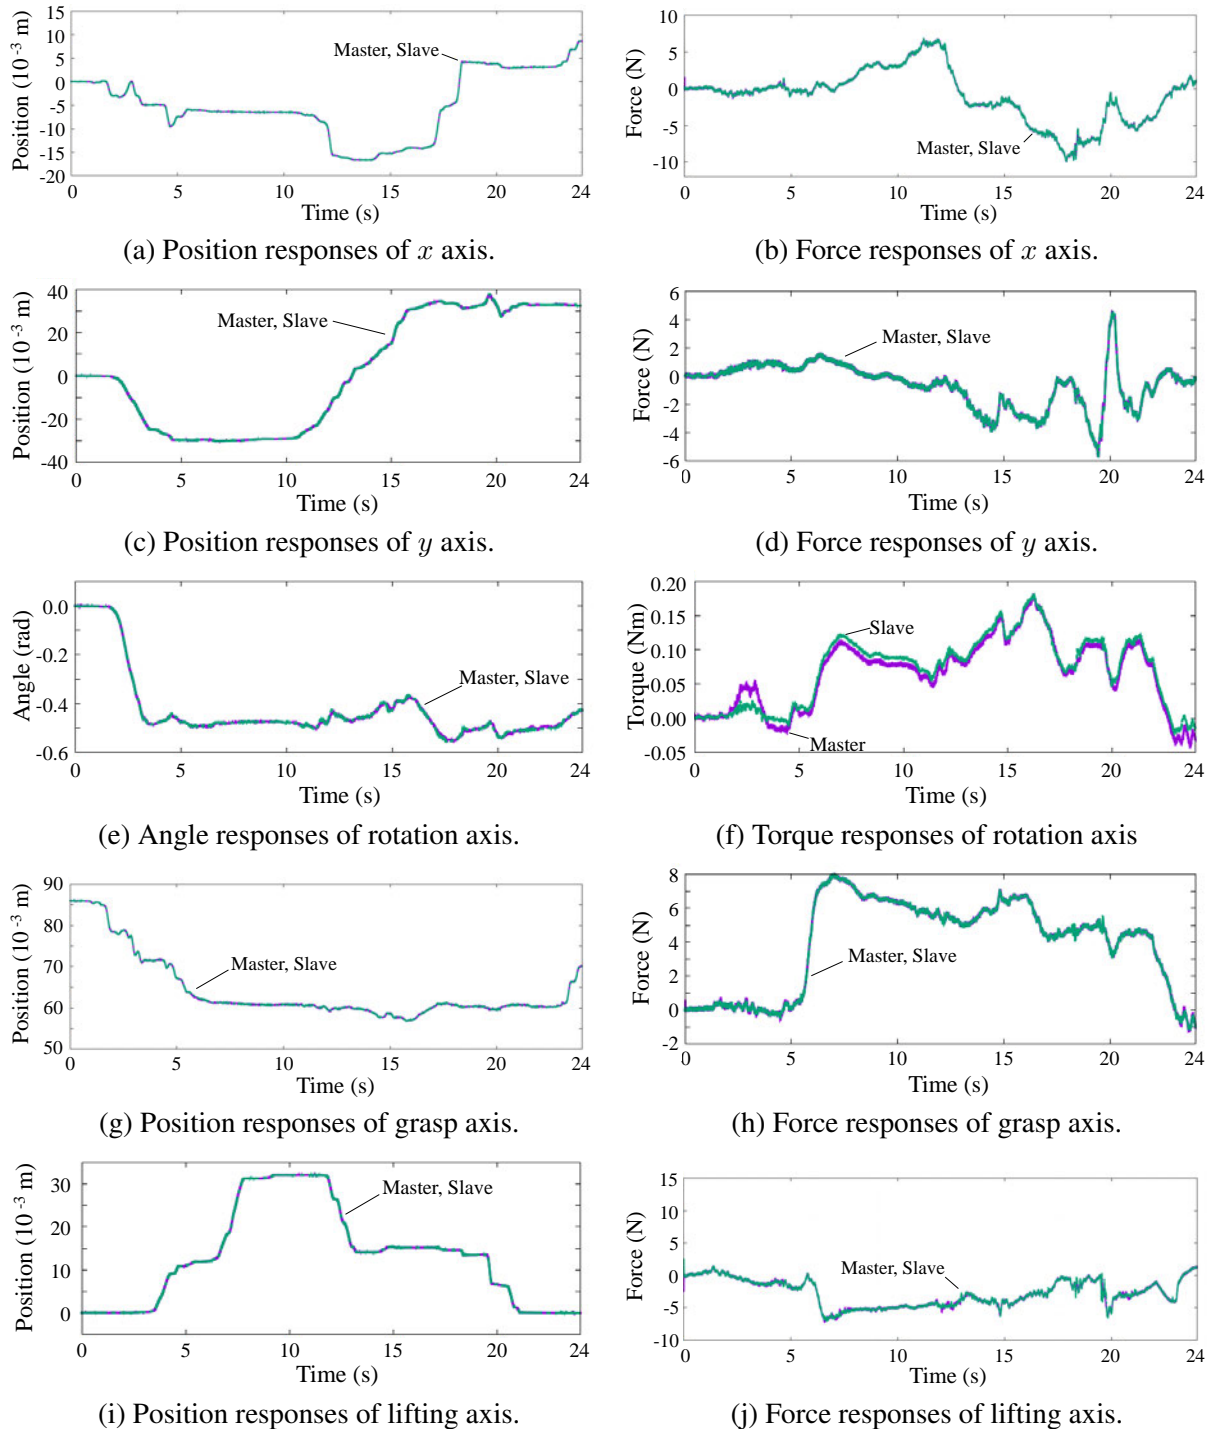 15
10
5
0
-5
-10
-15
-20
Position (10⁻³ m)
Master, Slave
0 5 10 15 20 24
Time (s)
(a) Position responses of x axis.
10
5
0
-5
-10
Force (N)
Master, Slave
0 5 10 15 20 24
Time (s)
(b) Force responses of x axis.
40
20
0
-20
-40
Position (10⁻³ m)
Master, Slave
0 5 10 15 20 24
Time (s)
(c) Position responses of y axis.
6
4
2
0
-2
-4
-6
Force (N)
Master, Slave
0 5 10 15 20 24
Time (s)
(d) Force responses of y axis.
0.0
-0.2
-0.4
-0.6
Angle (rad)
Master, Slave
0 5 10 15 20 24
Time (s)
(e) Angle responses of rotation axis.
0.20
0.15
0.10
0.05
0.00
-0.05
Torque (Nm)
Slave
Master
0 5 10 15 20 24
Time (s)
(f) Torque responses of rotation axis
90
80
70
60
50
Position (10⁻³ m)
Master, Slave
0 5 10 15 20 24
Time (s)
(g) Position responses of grasp axis.
8
6
4
2
0
-2
Force (N)
Master, Slave
0 5 10 15 20 24
Time (s)
(h) Force responses of grasp axis.
30
20
10
0
Position (10⁻³ m)
Master, Slave
0 5 10 15 20 24
Time (s)
(i) Position responses of lifting axis.
15
10
5
0
-5
-10
Force (N)
Master, Slave
0 5 10 15 20 24
Time (s)
(j) Force responses of lifting axis.